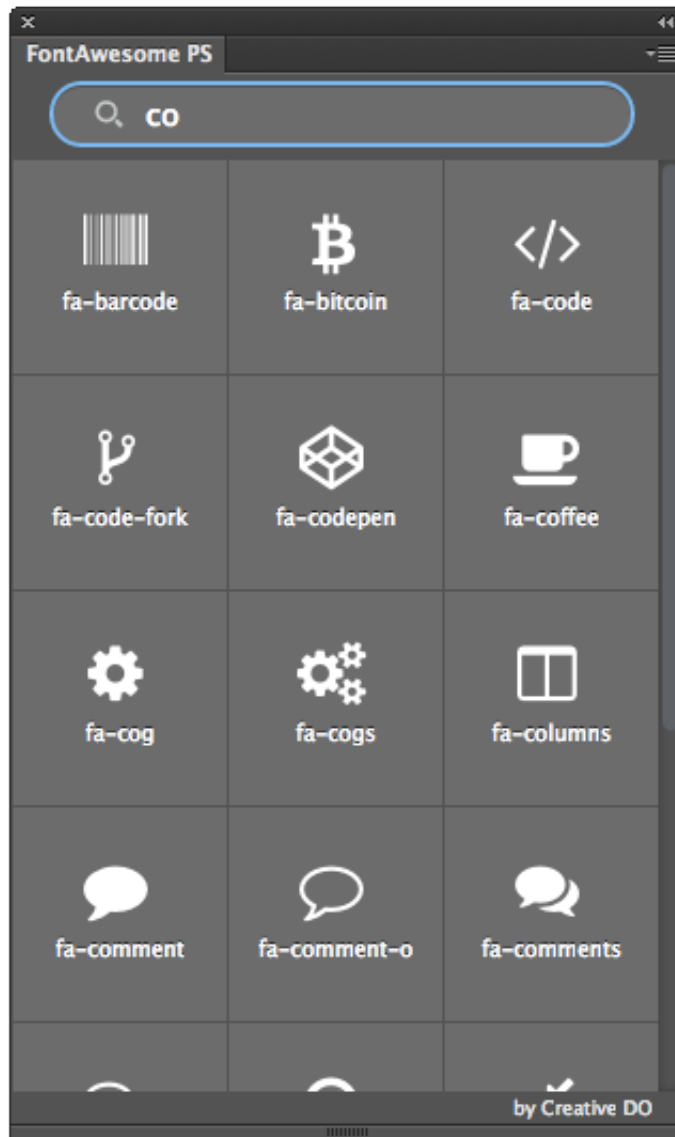 FontAwesome PS
co
fa-barcode fa-bitcoin fa-code
fa-code-fork fa-codepen fa-coffee
fa-cog fa-cogs fa-columns
fa-comment fa-comment-o fa-comments
by Creative DO